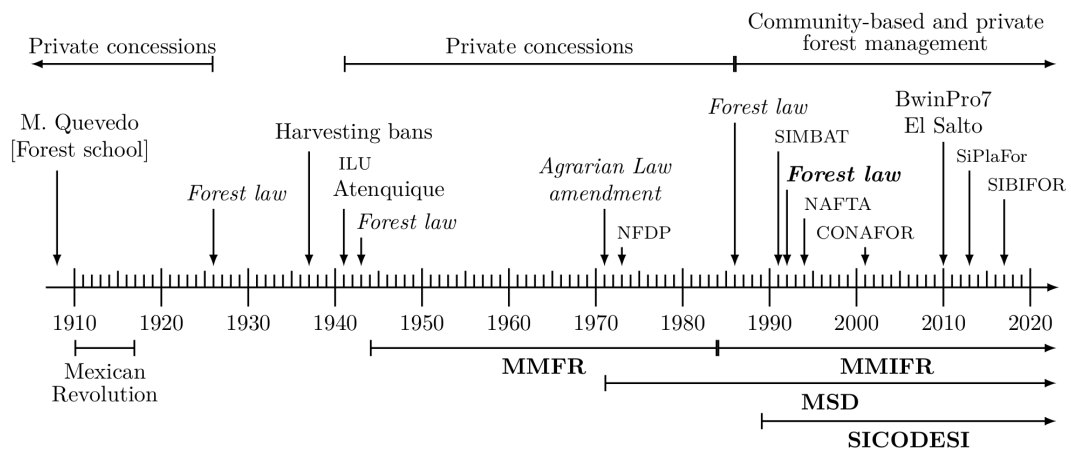 Community-based and private
forest management
Private concessions
Private concessions
BwinPro7
El Salto
Forest law
M. Quevedo
[Forest school]
Harvesting bans
SIMBAT
ILU
Atenquique
Agrarian Law
amendment
Forest law
SiPlaFor
SIBIFOR
Forest law
NAFTA
Forest law
NFDP
CONAFOR
1910 1920 1930 1940 1950 1960 1970 1980 1990 2000 2010 2020
Mexican
Revolution
MMFR
MMIFR
MSD
SICODESI